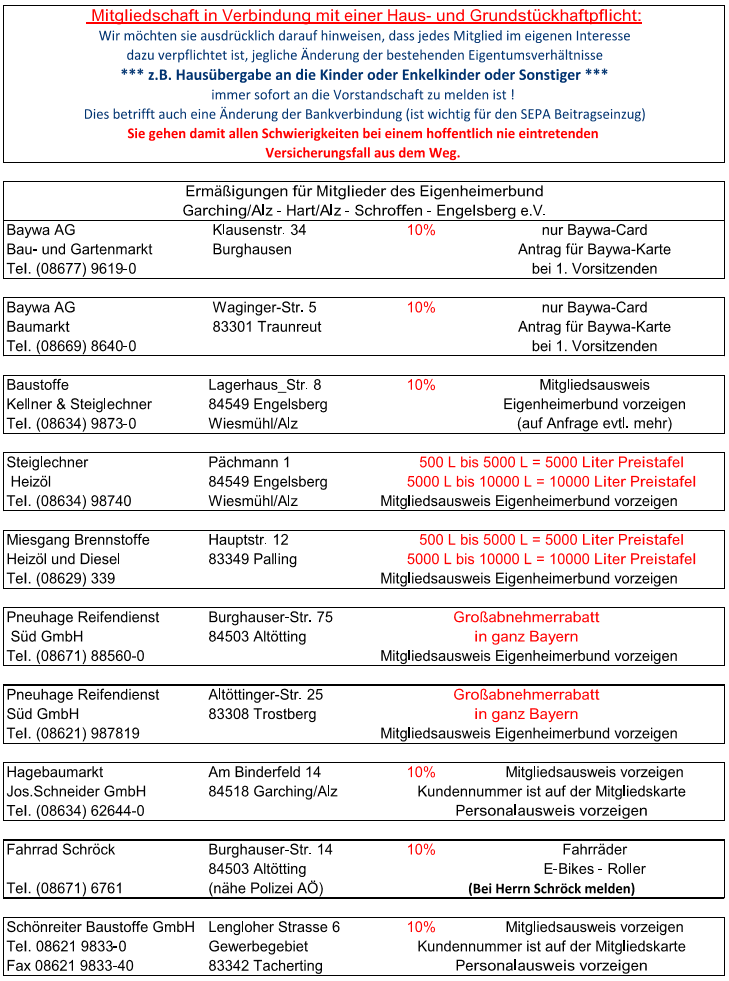 Mitgliedschaft in Verbindung mit einer Haus- und Grundstückhaftpflicht:
Wir möchten sie ausdrücklich darauf hinweisen, dass jedes Mitglied im eigenen Interesse
dazu verpflichtet ist, jegliche Änderung der bestehenden Eigentumsverhältnisse
*** z.B. Hausübergabe an die Kinder oder Enkelkinder oder Sonstiger ***
immer sofort an die Vorstandschaft zu melden ist !
Dies betrifft auch eine Änderung der Bankverbindung (ist wichtig für den SEPA Beitragseinzug)
Sie gehen damit allen Schwierigkeiten bei einem hoffentlich nie eintretenden
Versicherungsfall aus dem Weg.
Ermäßigungen für Mitglieder des Eigenheimerbund
Garching/Alz - Hart/Alz - Schroffen - Engelsberg e.V.
Baywa AG Klausenstr. 34 10% nur Baywa-Card
Bau- und Gartenmarkt Burghausen Antrag für Baywa-Karte
Tel. (08677) 9619-0 bei 1. Vorsitzenden
Baywa AG Waginger-Str. 5 10% nur Baywa-Card
Baumarkt 83301 Traunreut Antrag für Baywa-Karte
Tel. (08669) 8640-0 bei 1. Vorsitzenden
Baustoffe Lagerhaus_Str. 8 10% Mitgliedsausweis
Kellner & Steiglechner 84549 Engelsberg Eigenheimerbund vorzeigen
Tel. (08634) 9873-0 Wiesmühl/Alz (auf Anfrage evtl. mehr)
Steiglechner Pächmann 1 500 L bis 5000 L = 5000 Liter Preistafel
Heizöl 84549 Engelsberg 5000 L bis 10000 L = 10000 Liter Preistafel
Tel. (08634) 98740 Wiesmühl/Alz Mitgliedsausweis Eigenheimerbund vorzeigen
Miesgang Brennstoffe Hauptstr. 12 500 L bis 5000 L = 5000 Liter Preistafel
Heizöl und Diesel 83349 Palling 5000 L bis 10000 L = 10000 Liter Preistafel
Tel. (08629) 339 Mitgliedsausweis Eigenheimerbund vorzeigen
Pneuhage Reifendienst Burghauser-Str. 75 Großabnehmerrabatt
Süd GmbH 84503 Altötting in ganz Bayern
Tel. (08671) 88560-0 Mitgliedsausweis Eigenheimerbund vorzeigen
Pneuhage Reifendienst Altöttinger-Str. 25 Großabnehmerrabatt
Süd GmbH 83308 Trostberg in ganz Bayern
Tel. (08621) 987819 Mitgliedsausweis Eigenheimerbund vorzeigen
Hagebaumarkt Am Binderfeld 14 10% Mitgliedsausweis vorzeigen
Jos.Schneider GmbH 84518 Garching/Alz Kundennummer ist auf der Mitgliedskarte
Tel. (08634) 62644-0 Personalausweis vorzeigen
Fahrrad Schröck Burghauser-Str. 14 10% Fahrräder
84503 Altötting E-Bikes - Roller
Tel. (08671) 6761 (nähe Polizei AÖ) (Bei Herrn Schröck melden)
Schönreiter Baustoffe GmbH Lengloher Strasse 6 10% Mitgliedsausweis vorzeigen
Tel. 08621 9833-0 Gewerbegebiet Kundennummer ist auf der Mitgliedskarte
Fax 08621 9833-40 83342 Tacherting Personalausweis vorzeigen